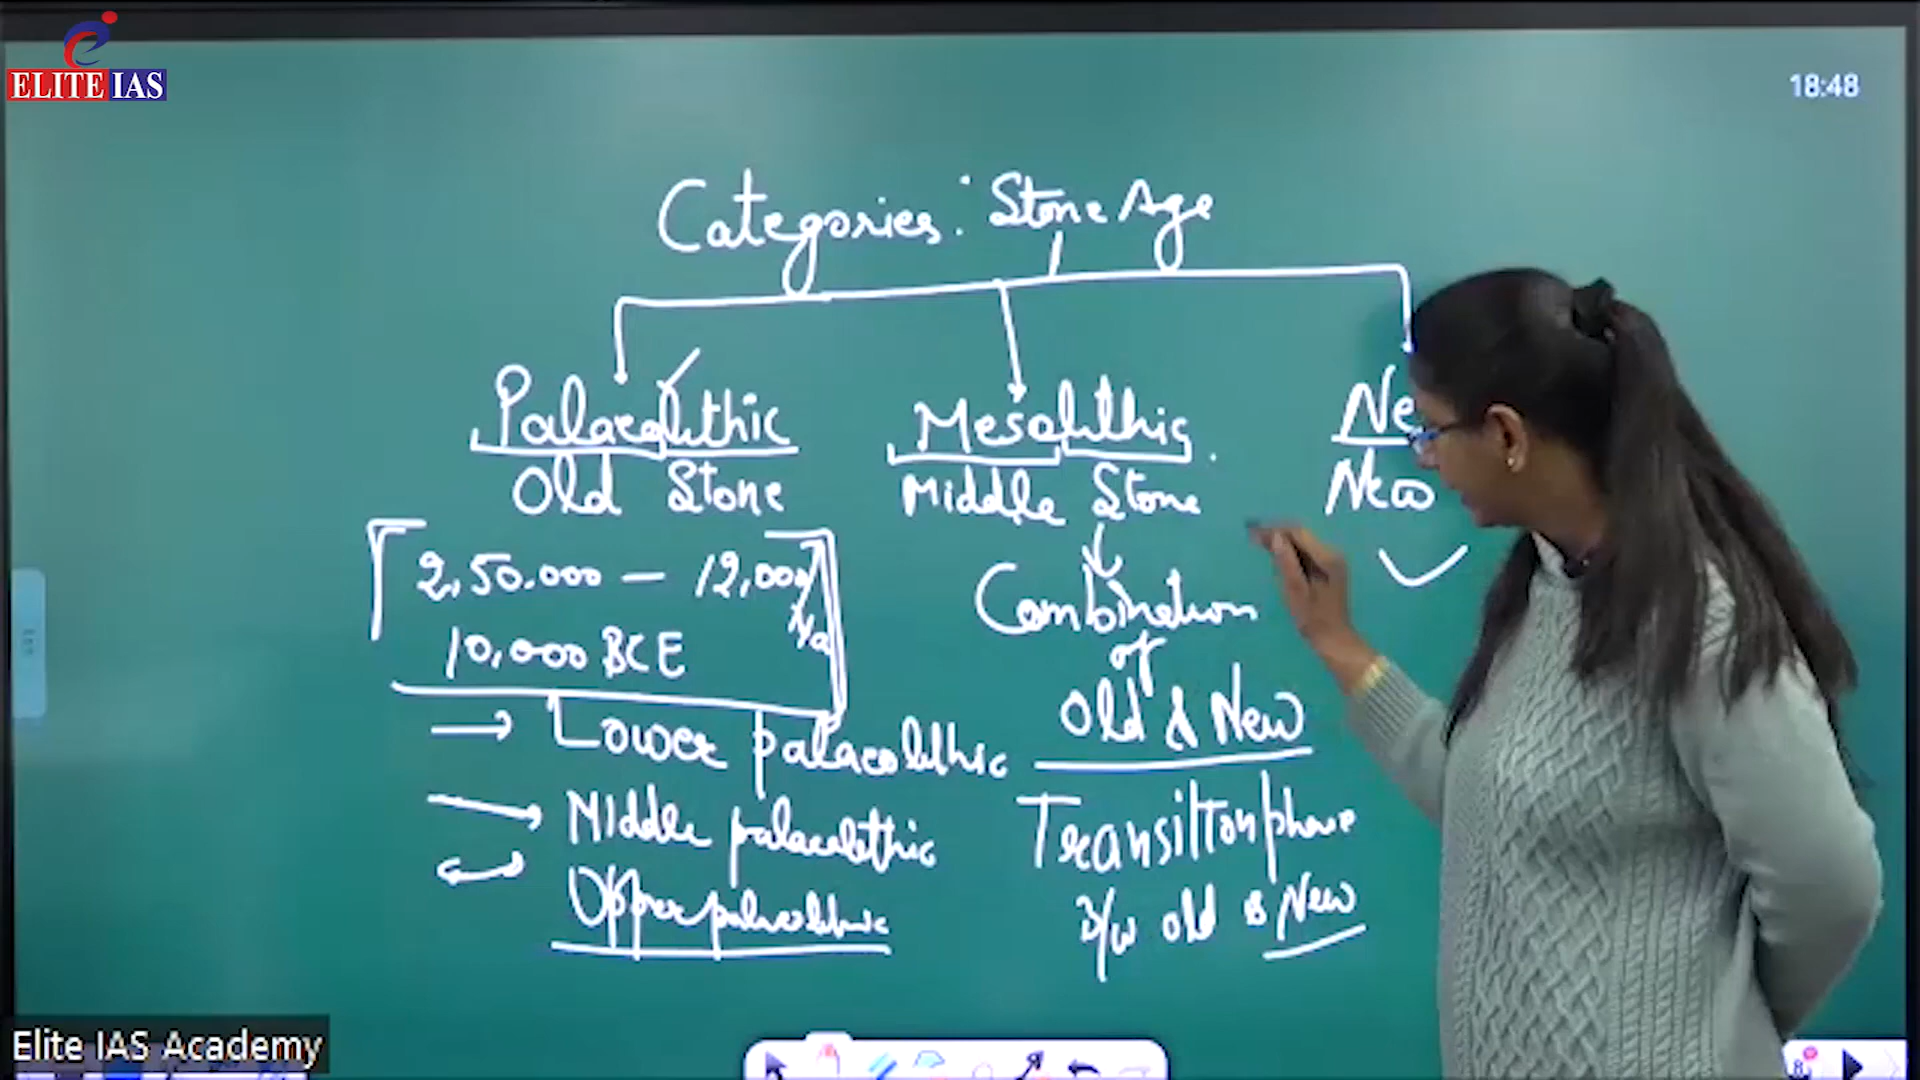 ELITE IAS
18:48
Categories: Stone Age
Palaeolithic
Mesolithic
Ne
Old Stone
Middle Stone
New
2,50,000 — 12,000
10,000 BCE
Combination
of
Old & New
Lower palaeolithic
Middle palaeolithic
Upper palaeolithic
Transition phase
b/w old & New
Elite IAS Academy